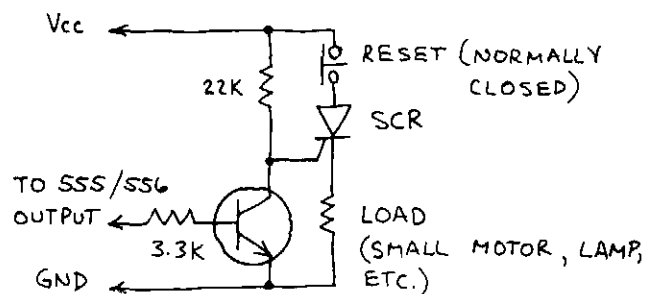 Vcc
RESET (NORMALLY
CLOSED)
22K
SCR
TO 555/556
OUTPUT
3.3K
LOAD
(SMALL MOTOR, LAMP,
ETC.)
GND